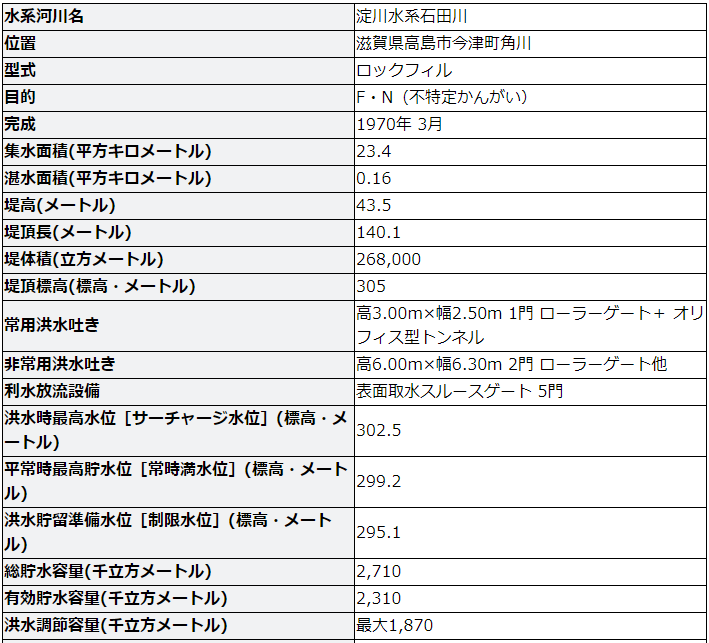 水系河川名 淀川水系石田川
位置 滋賀県高島市今津町角川
型式 ロックフィル
目的 F・N（不特定かんがい）
完成 1970年 3月
集水面積(平方キロメートル) 23.4
湛水面積(平方キロメートル) 0.16
堤高(メートル) 43.5
堤頂長(メートル) 140.1
堤体積(立方メートル) 268,000
堤頂標高(標高・メートル) 305
常用洪水吐き 高3.00m×幅2.50m 1門 ローラーゲート＋ オリ
フィス型トンネル
非常用洪水吐き 高6.00m×幅6.30m 2門 ローラーゲート他
利水放流設備 表面取水スルースゲート 5門
洪水時最高水位［サーチャージ水位］(標高・メ
ートル) 302.5
平常時最高貯水位［常時満水位］(標高・メート
ル) 299.2
洪水貯留準備水位［制限水位］(標高・メート
ル) 295.1
総貯水容量(千立方メートル) 2,710
有効貯水容量(千立方メートル) 2,310
洪水調節容量(千立方メートル) 最大1,870